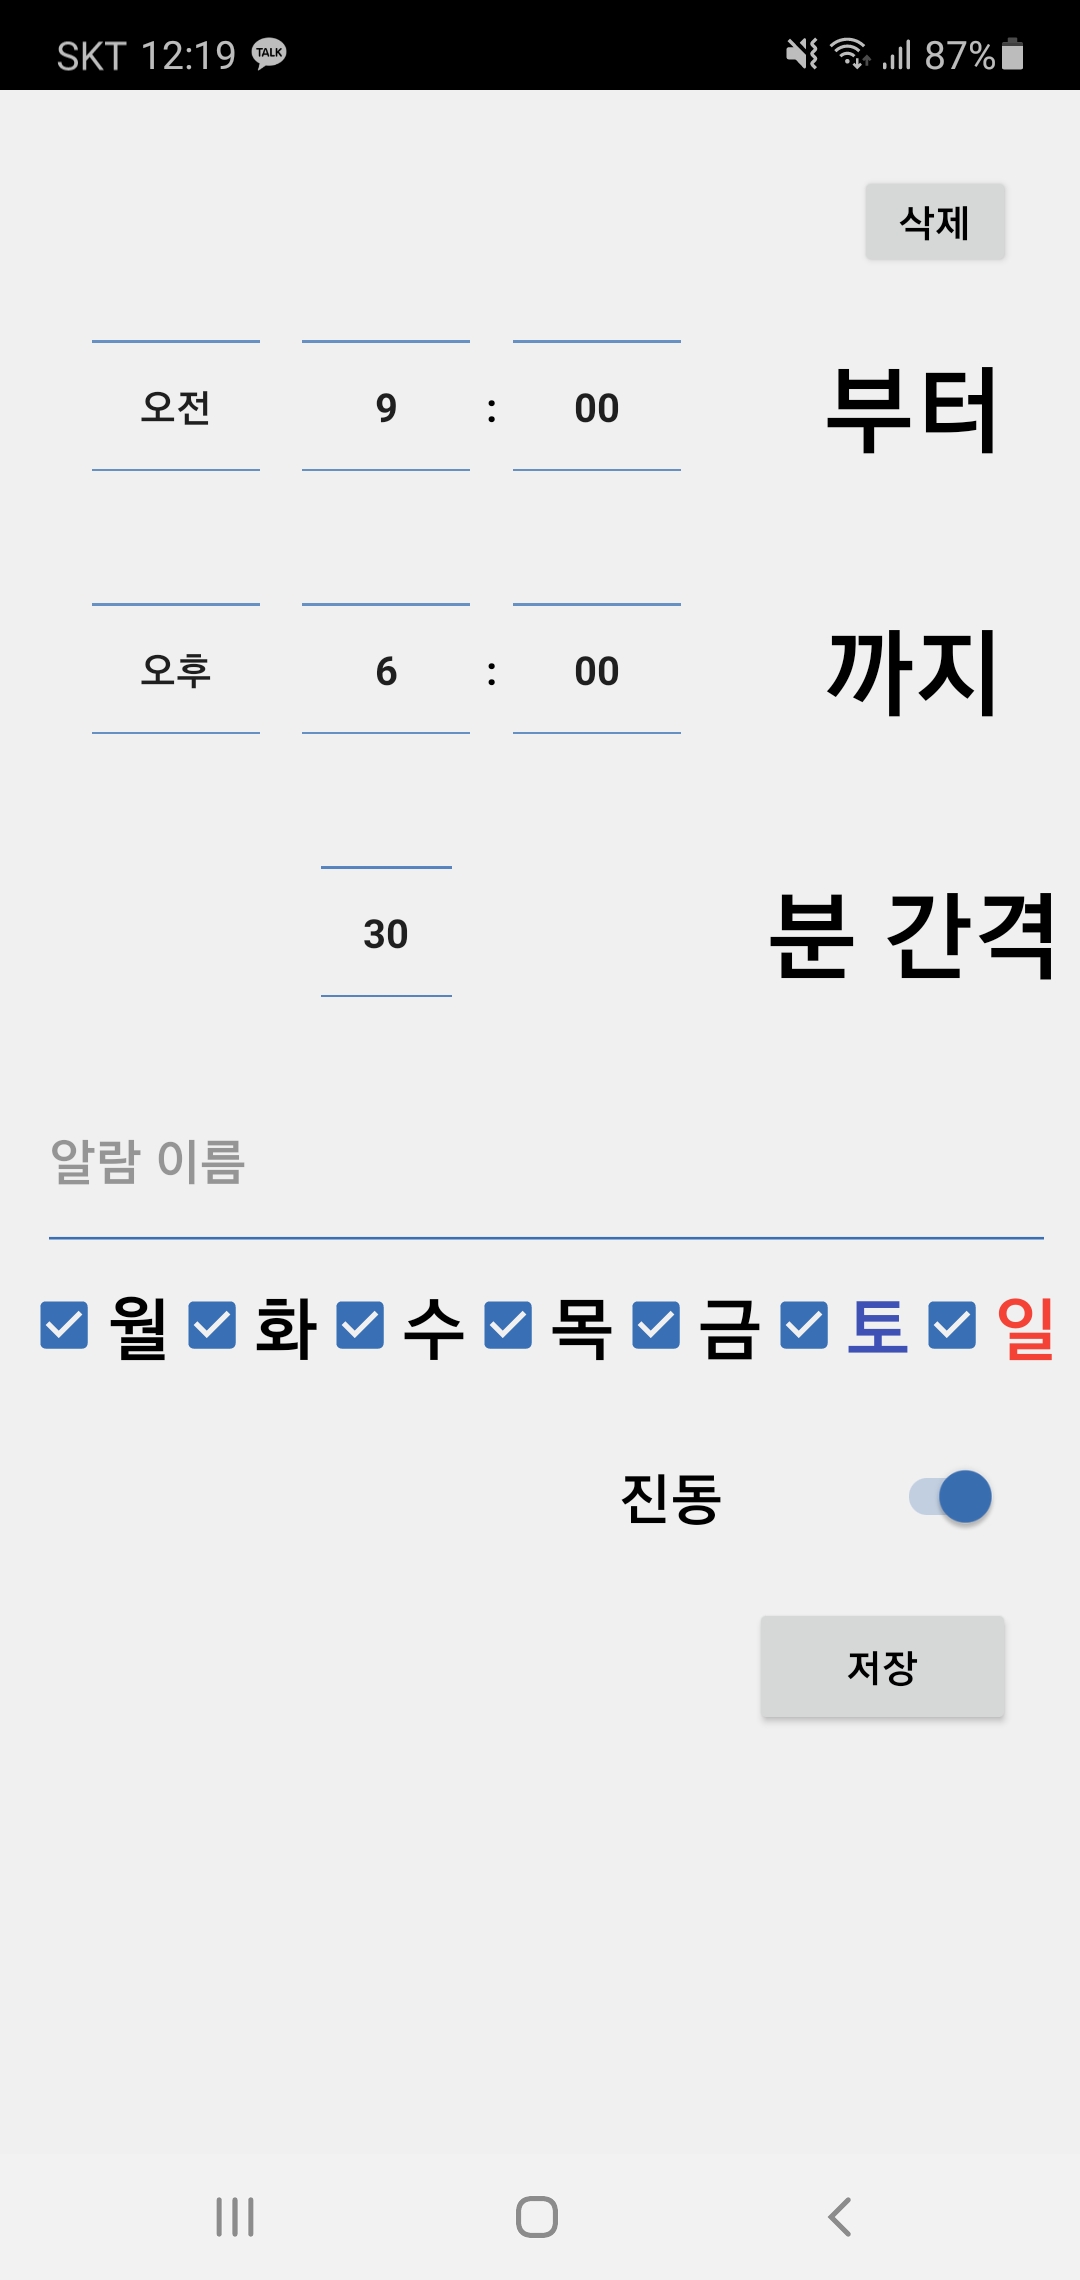 SKT 12:19 TALK 87%
삭제
오전 9 : 00 부터
오후 6 : 00 까지
30 분 간격
알람 이름
월 화 수 목 금 토 일
진동
저장